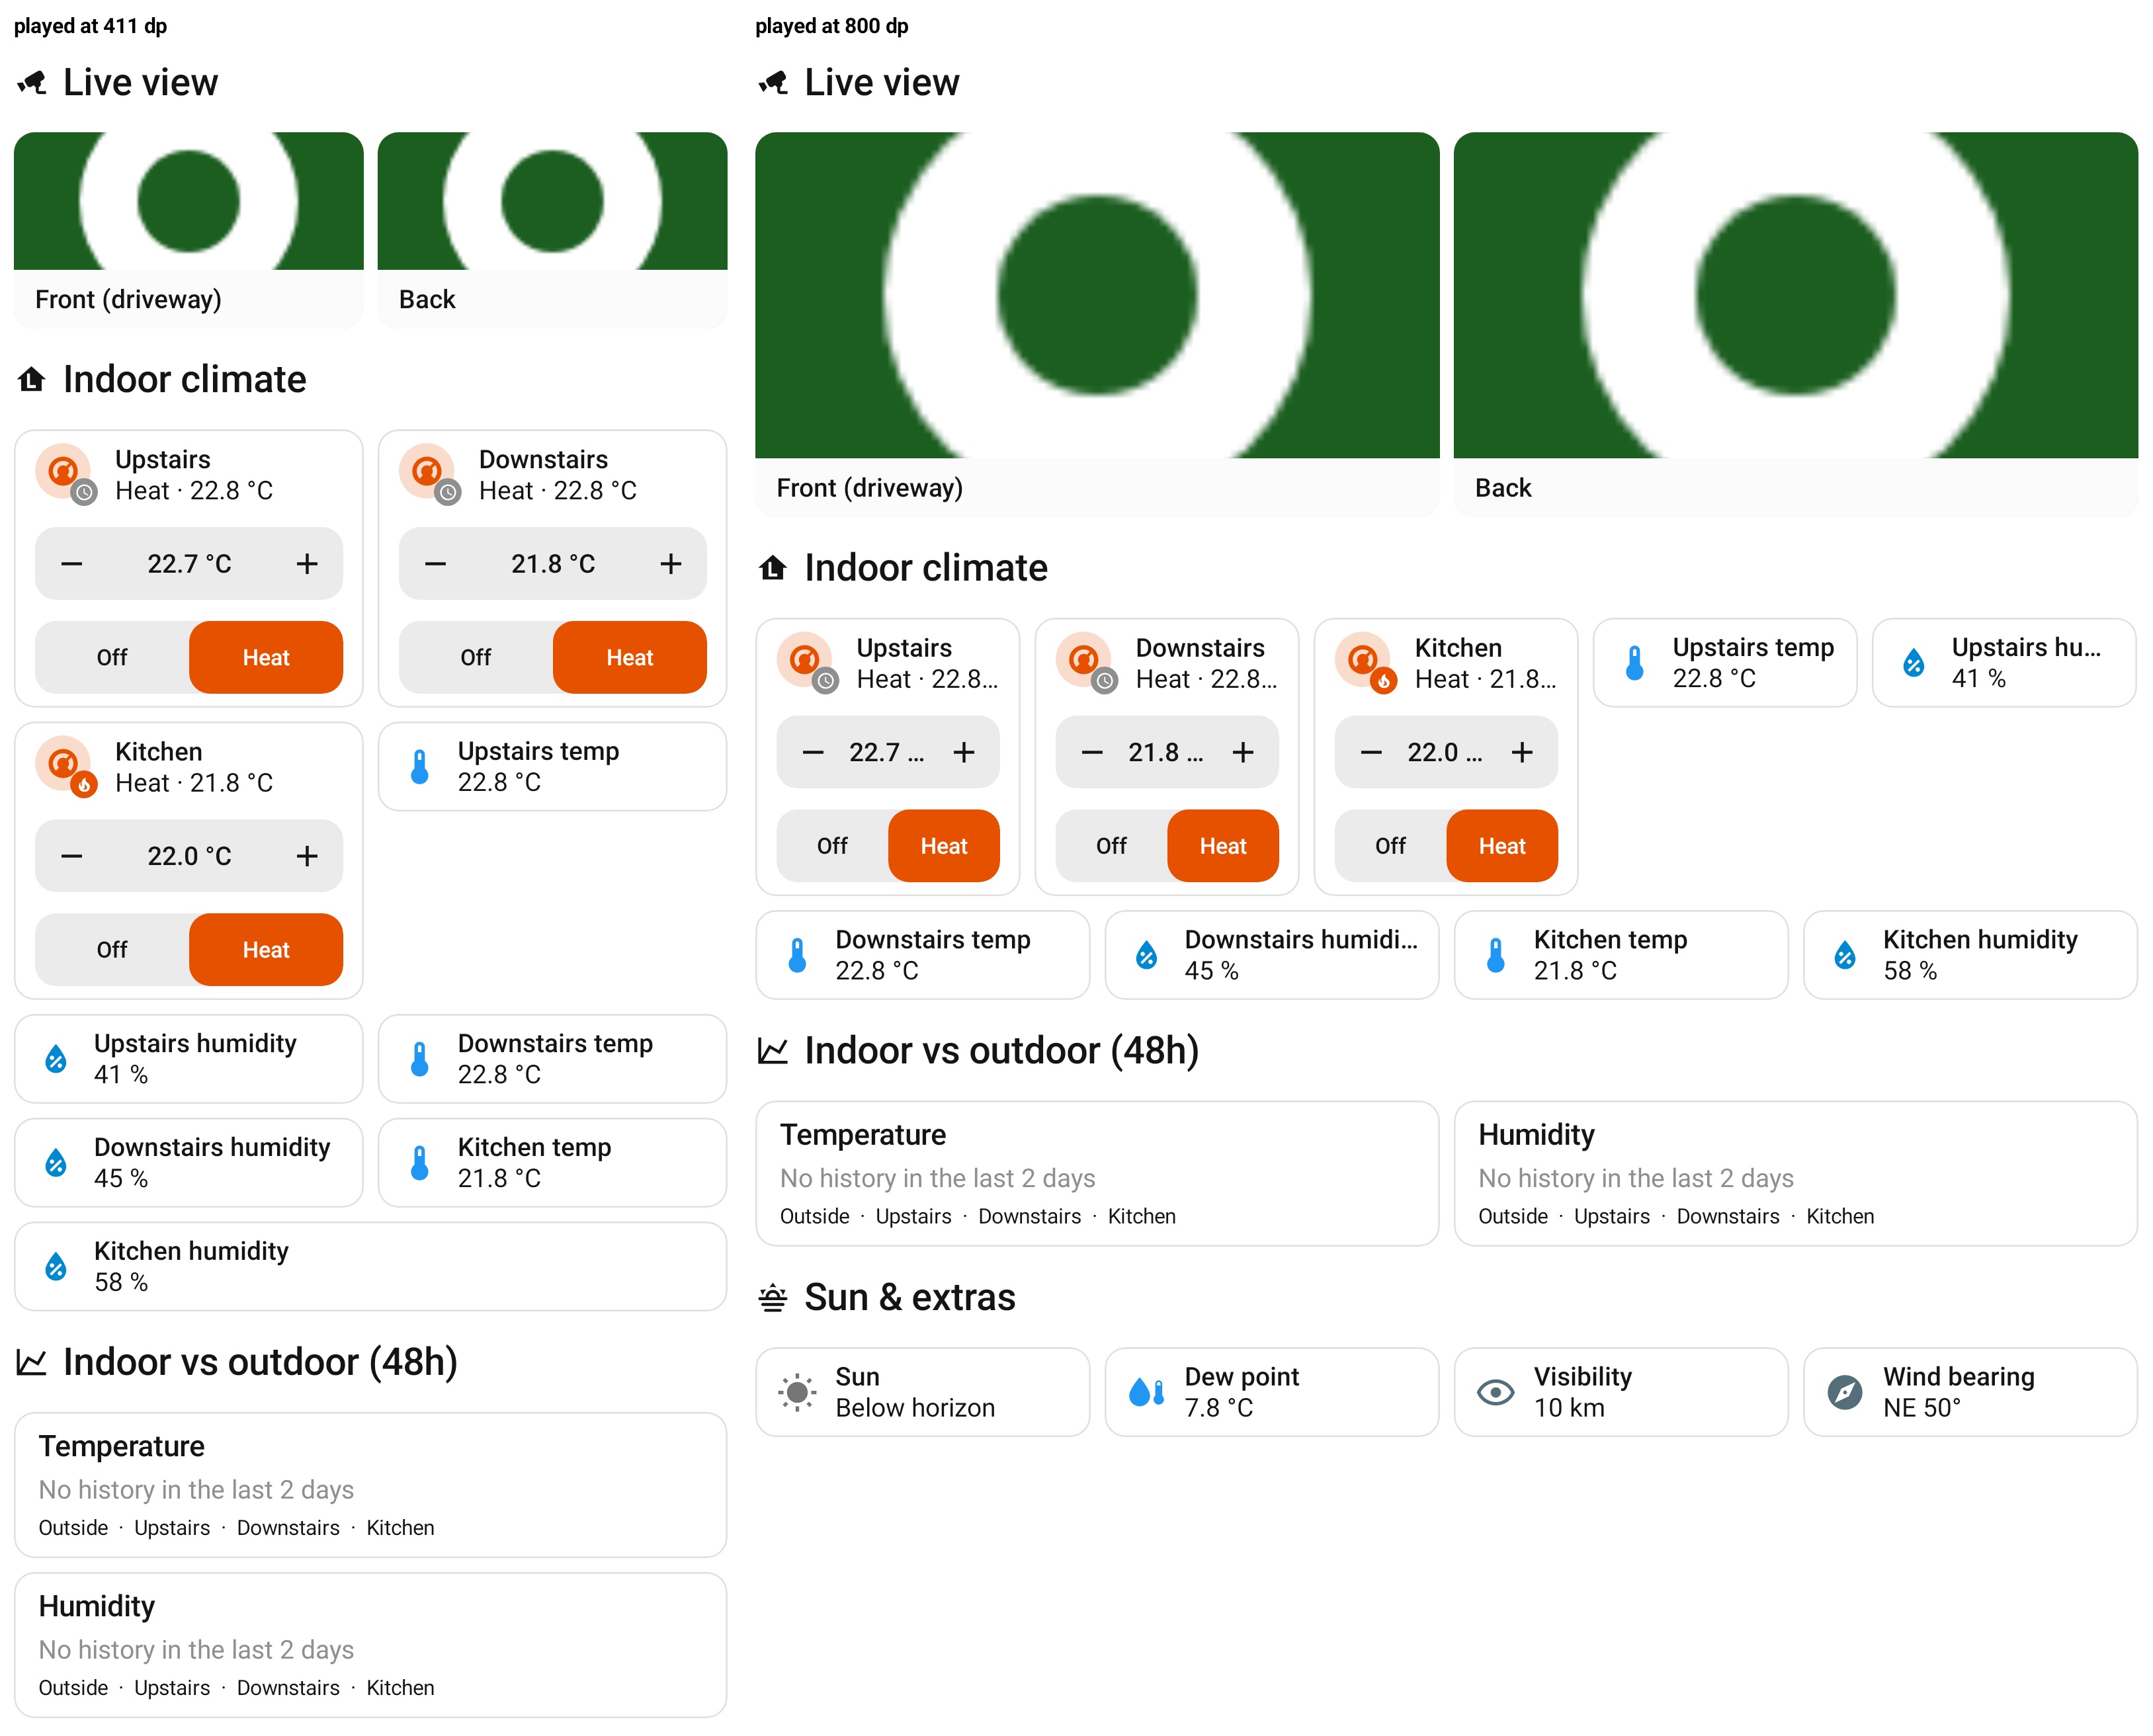 played at 411 dp
Live view
Front (driveway)
Back
Indoor climate
Upstairs
Heat · 22.8 °C
22.7 °C
Off
Heat
Downstairs
Heat · 22.8 °C
21.8 °C
Off
Heat
Kitchen
Heat · 21.8 °C
22.0 °C
Off
Heat
Upstairs temp
22.8 °C
Upstairs humidity
41 %
Downstairs temp
22.8 °C
Downstairs humidity
45 %
Kitchen temp
21.8 °C
Kitchen humidity
58 %
Indoor vs outdoor (48h)
Temperature
No history in the last 2 days
Outside · Upstairs · Downstairs · Kitchen
Humidity
No history in the last 2 days
Outside · Upstairs · Downstairs · Kitchen
played at 800 dp
Live view
Front (driveway)
Back
Indoor climate
Upstairs
Heat · 22.8...
22.7 ...
Off
Heat
Downstairs
Heat · 22.8...
21.8 ...
Off
Heat
Kitchen
Heat · 21.8...
22.0 ...
Off
Heat
Upstairs temp
22.8 °C
Upstairs hu...
41 %
Downstairs temp
22.8 °C
Downstairs humidi...
45 %
Kitchen temp
21.8 °C
Kitchen humidity
58 %
Indoor vs outdoor (48h)
Temperature
No history in the last 2 days
Outside · Upstairs · Downstairs · Kitchen
Humidity
No history in the last 2 days
Outside · Upstairs · Downstairs · Kitchen
Sun & extras
Sun
Below horizon
Dew point
7.8 °C
Visibility
10 km
Wind bearing
NE 50°